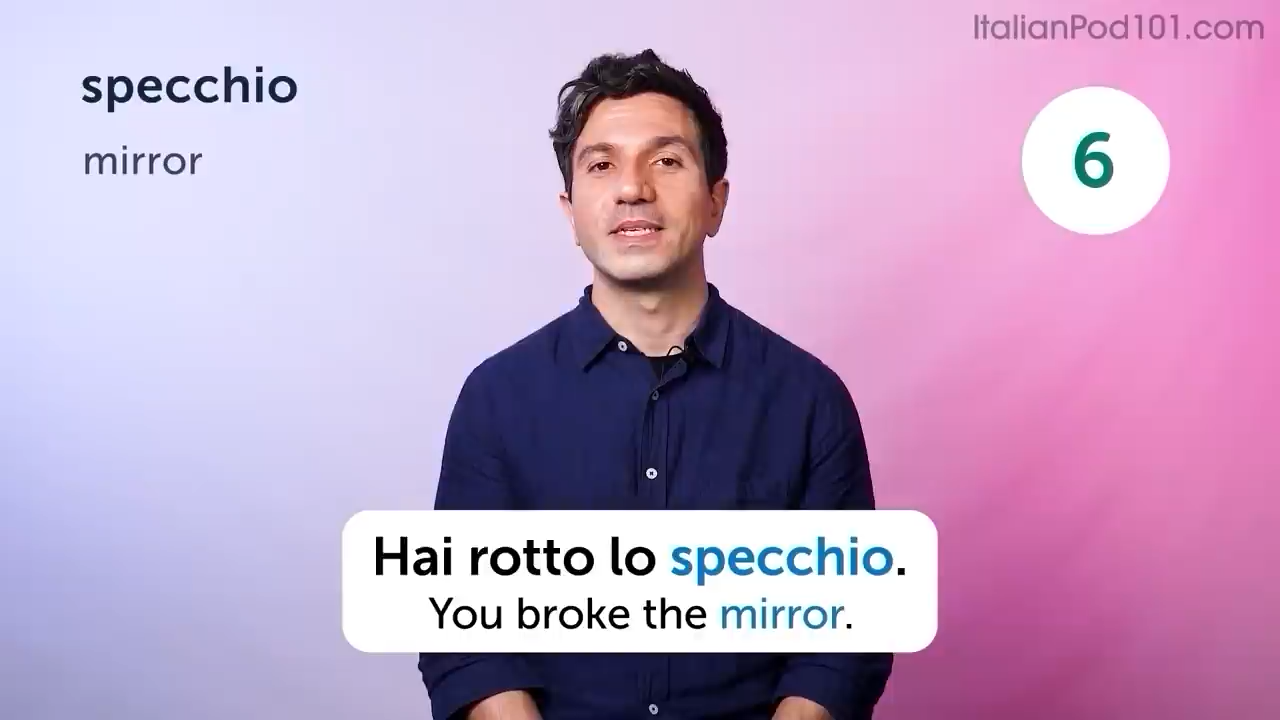 ItalianPod101.com
specchio
mirror
6
Hai rotto lo specchio.
You broke the mirror.